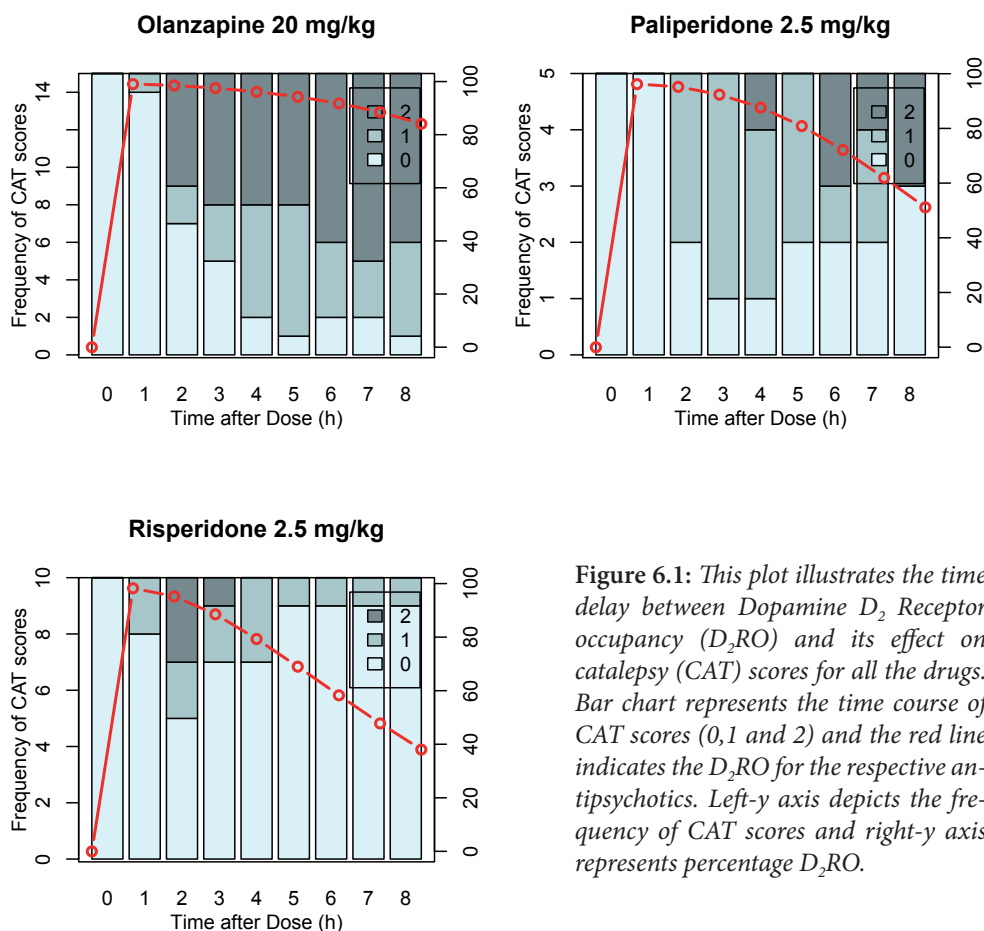 Olanzapine 20 mg/kg
Frequency of CAT scores
0 2 4 6 8 10 14
0 20 40 60 80 100
2
1
0
0 1 2 3 4 5 6 7 8
Time after Dose (h)
Paliperidone 2.5 mg/kg
Frequency of CAT scores
0 1 2 3 4 5
0 20 40 60 80 100
2
1
0
0 1 2 3 4 5 6 7 8
Time after Dose (h)
Risperidone 2.5 mg/kg
Frequency of CAT scores
0 2 4 6 8 10
0 20 40 60 80 100
2
1
0
0 1 2 3 4 5 6 7 8
Time after Dose (h)
Figure 6.1: This plot illustrates the time
delay between Dopamine D₂ Receptor
occupancy (D₂RO) and its effect on
catalepsy (CAT) scores for all the drugs.
Bar chart represents the time course of
CAT scores (0,1 and 2) and the red line
indicates the D₂RO for the respective an-
tipsychotics. Left-y axis depicts the fre-
quency of CAT scores and right-y axis
represents percentage D₂RO.